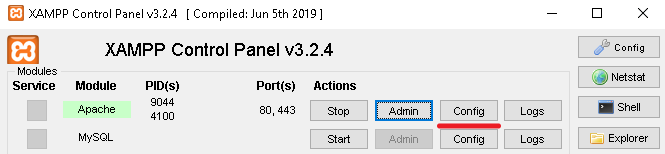 XAMPP Control Panel v3.2.4 [ Compiled: Jun 5th 2019 ]
XAMPP Control Panel v3.2.4
Config
Modules
Service Module PID(s) Port(s) Actions
Netstat
Apache 9044 4100 80, 443 Stop Admin Config Logs
Shell
MySQL Start Admin Config Logs
Explorer